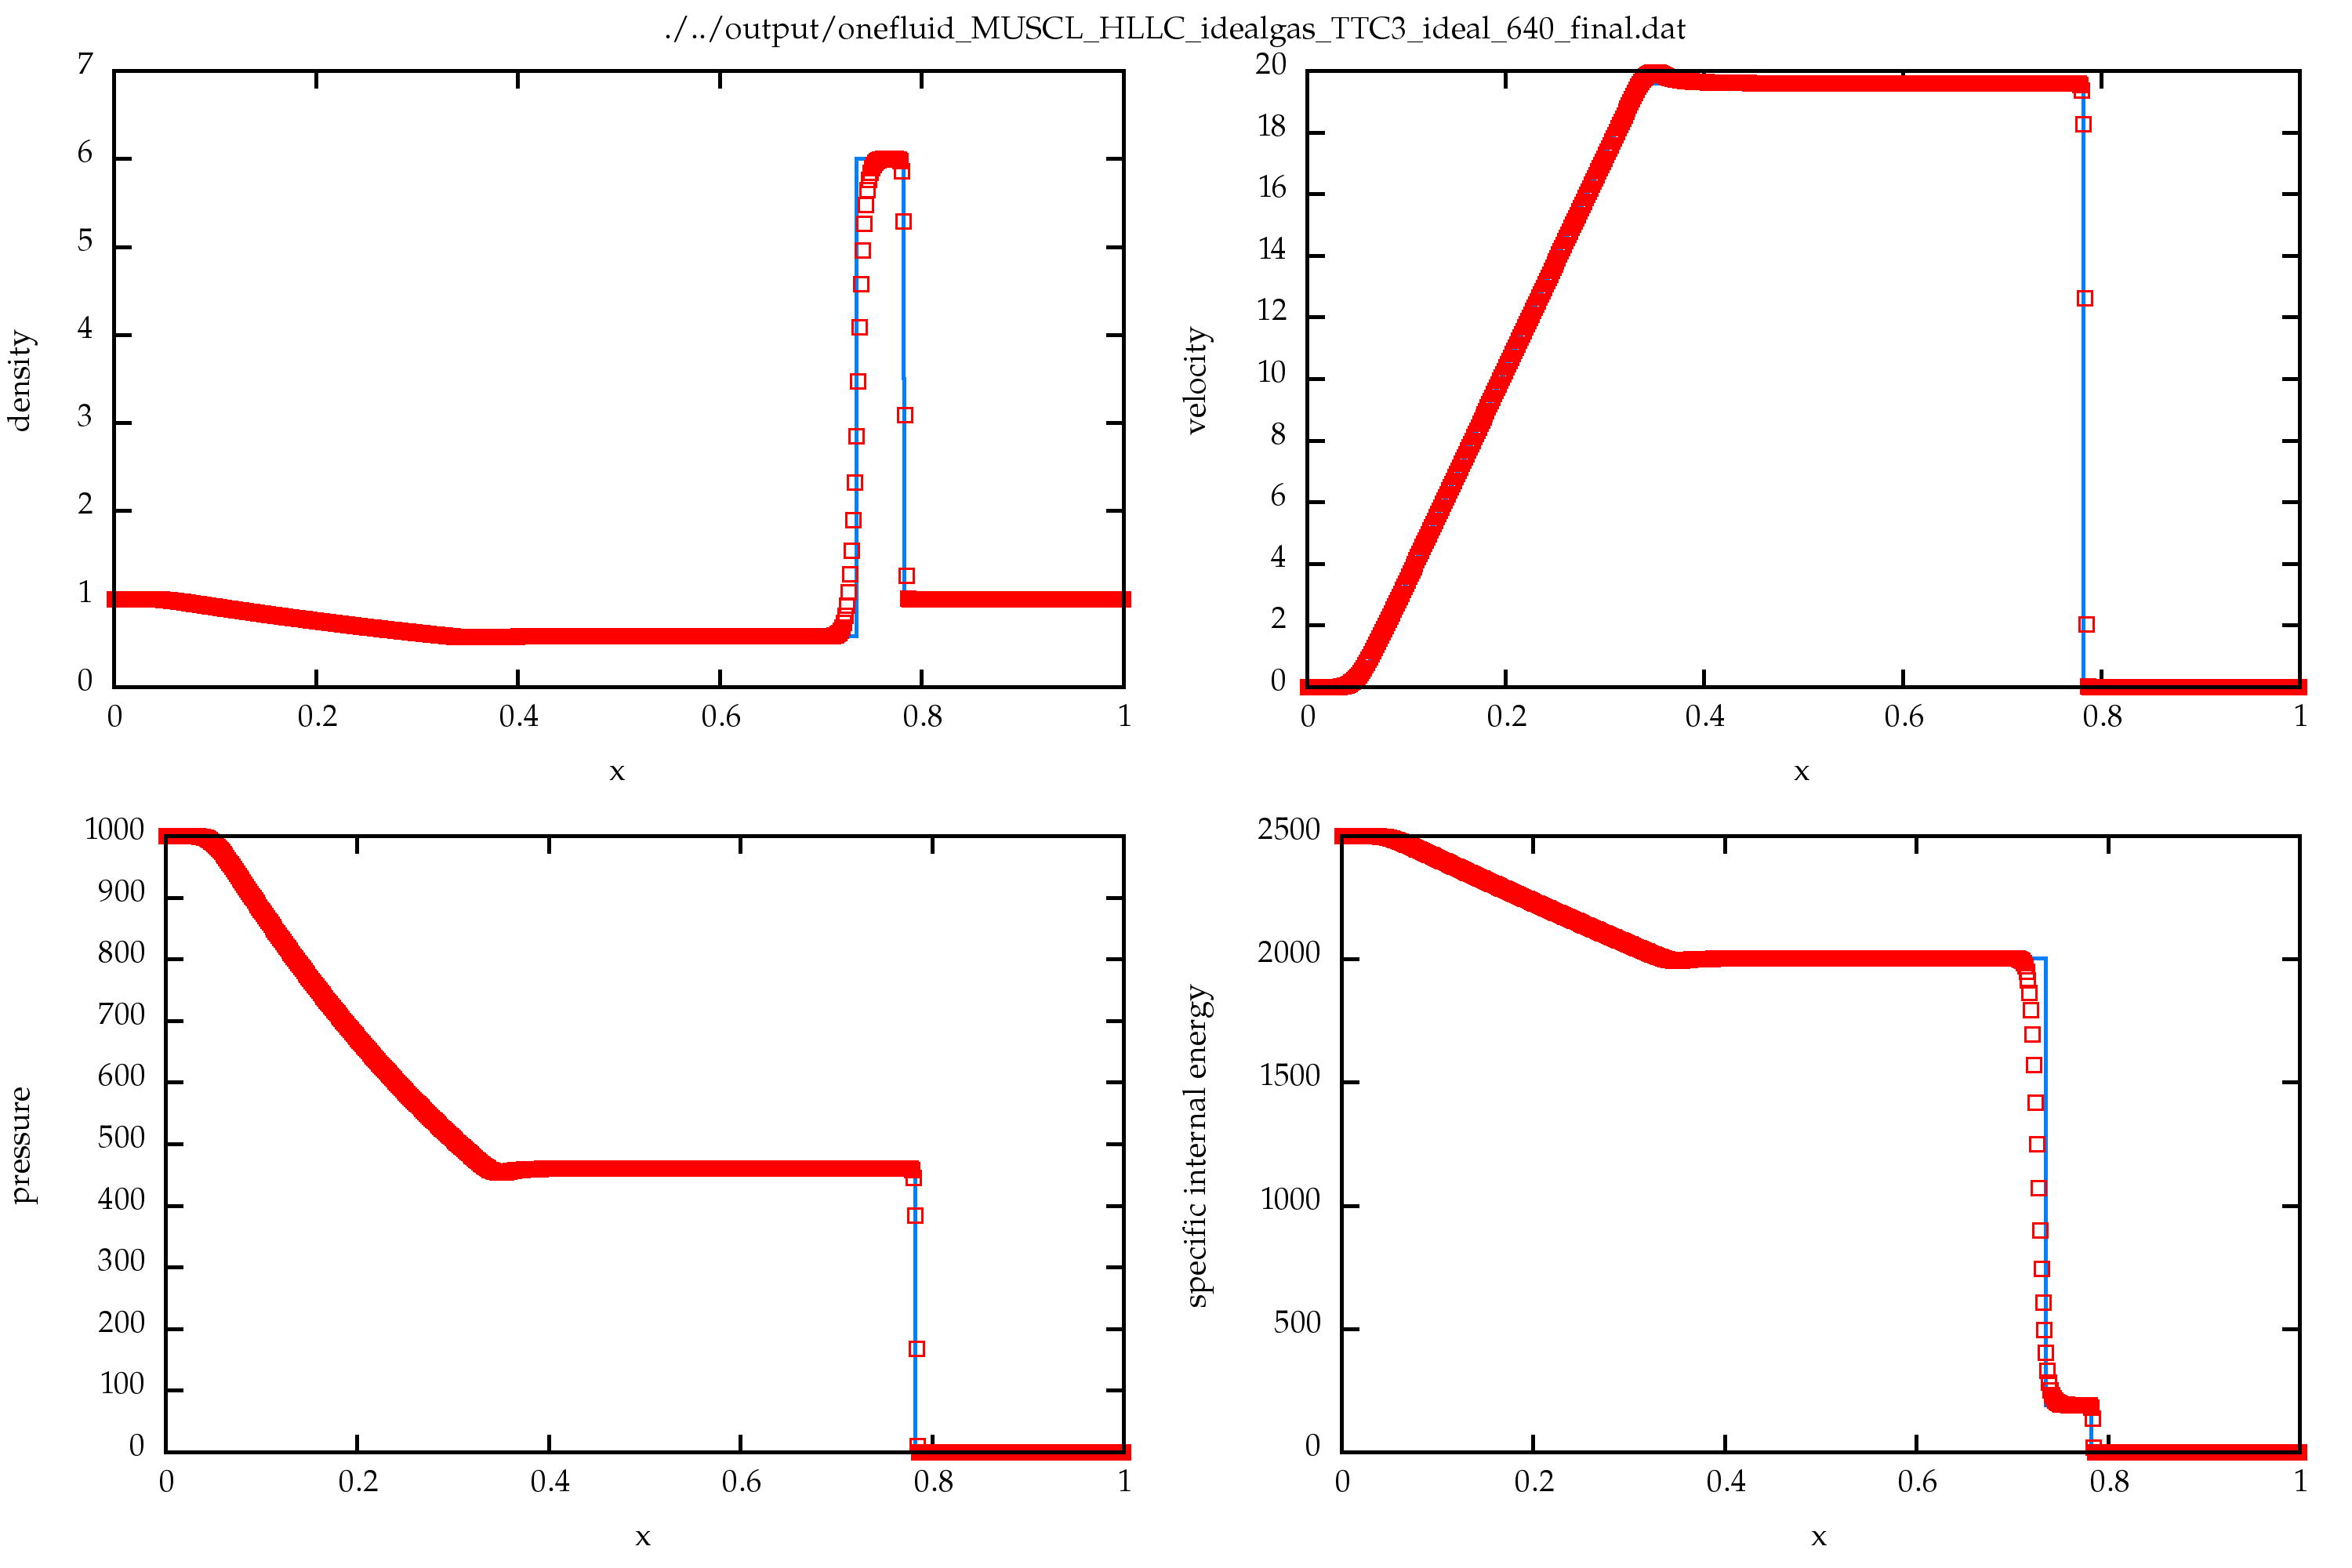 ./../output/onefluid_MUSCL_HLLC_idealgas_TTC3_ideal_640_final.dat
7
6
5
4
3
2
1
0
density
0 0.2 0.4 0.6 0.8 1
x
20
18
16
14
12
10
8
6
4
2
0
velocity
0 0.2 0.4 0.6 0.8 1
x
1000
900
800
700
600
500
400
300
200
100
0
pressure
0 0.2 0.4 0.6 0.8 1
x
2500
2000
1500
1000
500
0
specific internal energy
0 0.2 0.4 0.6 0.8 1
x